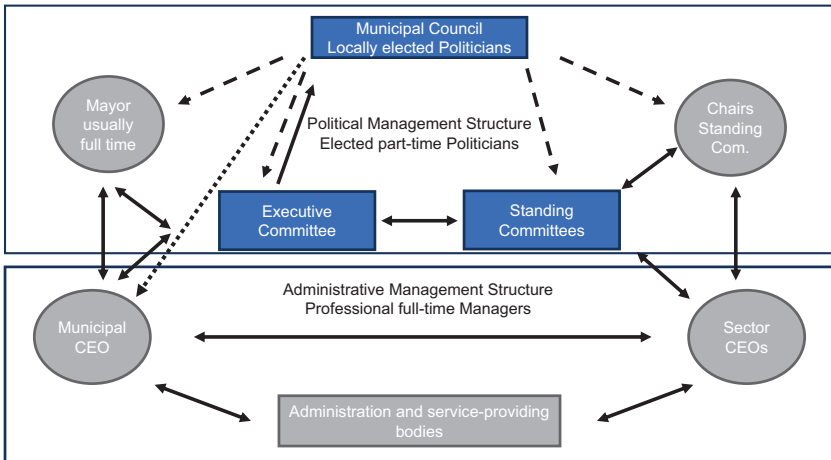 Municipal Council
Locally elected Politicians
Mayor
usually
full time
Chairs
Standing
Com.
Political Management Structure
Elected part-time Politicians
Executive
Committee
Standing
Committees
Administrative Management Structure
Professional full-time Managers
Municipal
CEO
Sector
CEOs
Administration and service-providing
bodies